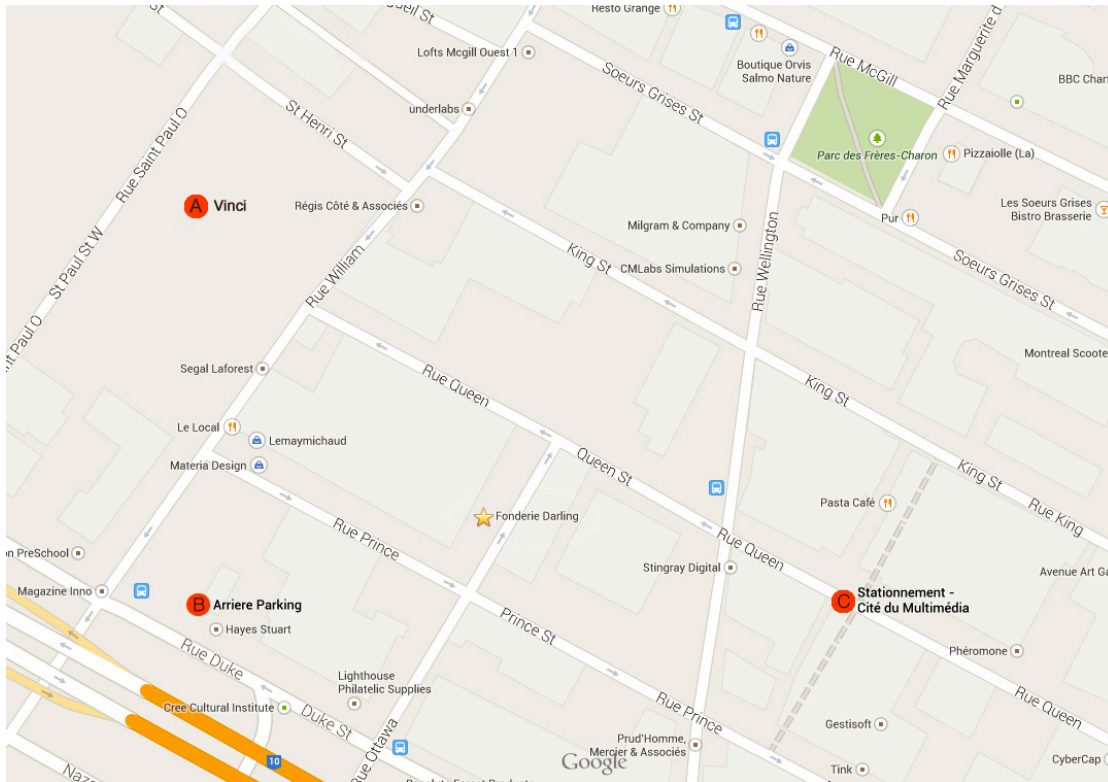 Resto Grange
Rue McGill
Rue Marguerite d
Lofts Mcgill Ouest 1
Boutique Orvis
Salmo Nature
BBC Chan
Soeurs Grises St
underlabs
St Henri St
Rue Saint Paul O
Parc des Frères-Charon
Pizzaiolle (La)
A Vinci
Régis Côté & Associés
Les Soeurs Grises
Bistro Brasserie
Pur
Milgram & Company
St Paul St W
Rue William
King St
CMLabs Simulations
Rue Wellington
Soeurs Grises St
nt Paul O
Segal Laforest
Montreal Scoote
Rue Queen
King St
Le Local
Lemaymichaud
Materia Design
Queen St
King St
Rue King
Pasta Café
Fonderie Darling
Rue Prince
Rue Queen
on PreSchool
Stingray Digital
Avenue Art Ga
Magazine Inno
B Arriere Parking
C Stationnement -
Cité du Multimédia
Hayes Stuart
Prince St
Rue Duke
Phéromone
Lighthouse
Philatelic Supplies
Cree Cultural Institute
Duke St
Rue Prince
Rue Queen
Gestisoft
Rue Ottawa
Prud'Homme,
Mercier & Associés
10
Google
Tink
CyberCap